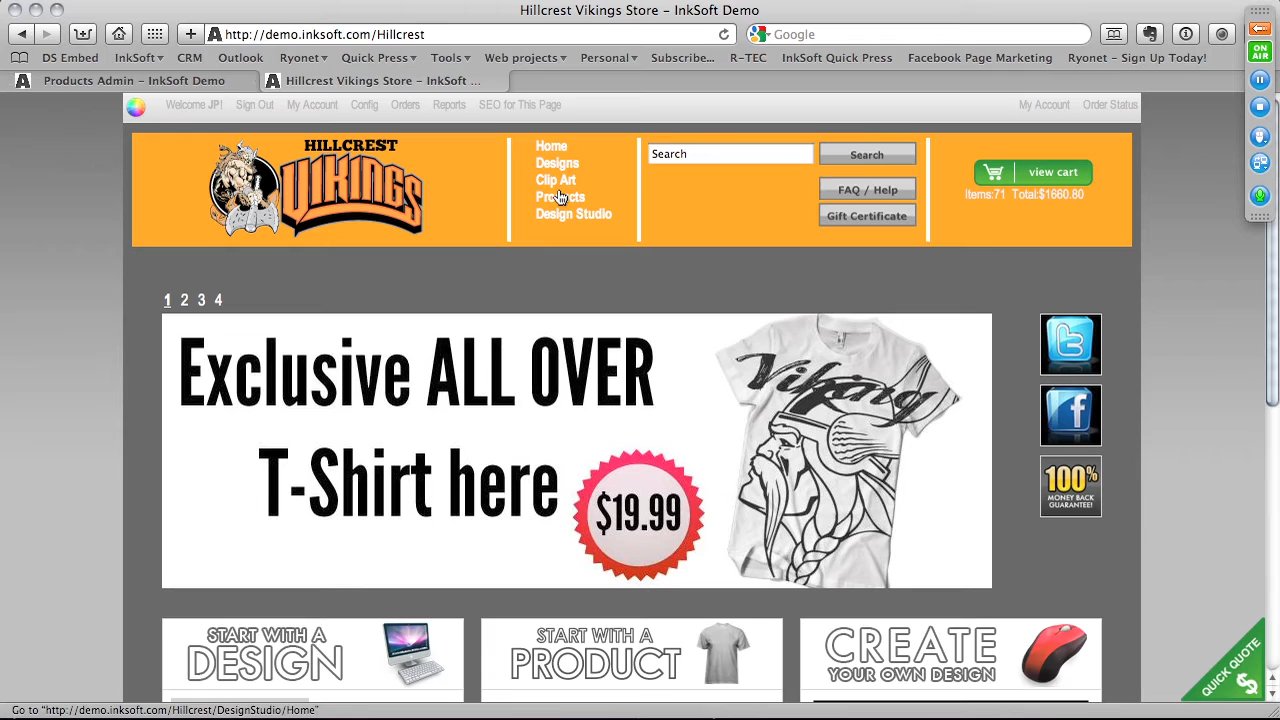 Hillcrest Vikings Store – InkSoft Demo
http://demo.inksoft.com/Hillcrest
Google
DS Embed InkSoft CRM Outlook Ryonet Quick Press Tools Web projects Personal Subscribe... R-TEC InkSoft Quick Press Facebook Page Marketing Ryonet - Sign Up Today!
Products Admin – InkSoft Demo
Hillcrest Vikings Store – InkSoft ...
ON AIR
Welcome JP! Sign Out My Account Config Orders Reports SEO for This Page
My Account Order Status
HILLCREST
VIKINGS
Home
Designs
Clip Art
Products
Design Studio
Search
Search
FAQ / Help
Gift Certificate
view cart
Items:71 Total:$1660.80
1 2 3 4
Exclusive ALL OVER
T-Shirt here
$19.99
Viking
100%
MONEY BACK
GUARANTEE!
START WITH A
DESIGN
START WITH A
PRODUCT
CREATE
YOUR OWN DESIGN
QUICK QUOTE
$
Go to "http://demo.inksoft.com/Hillcrest/DesignStudio/Home"